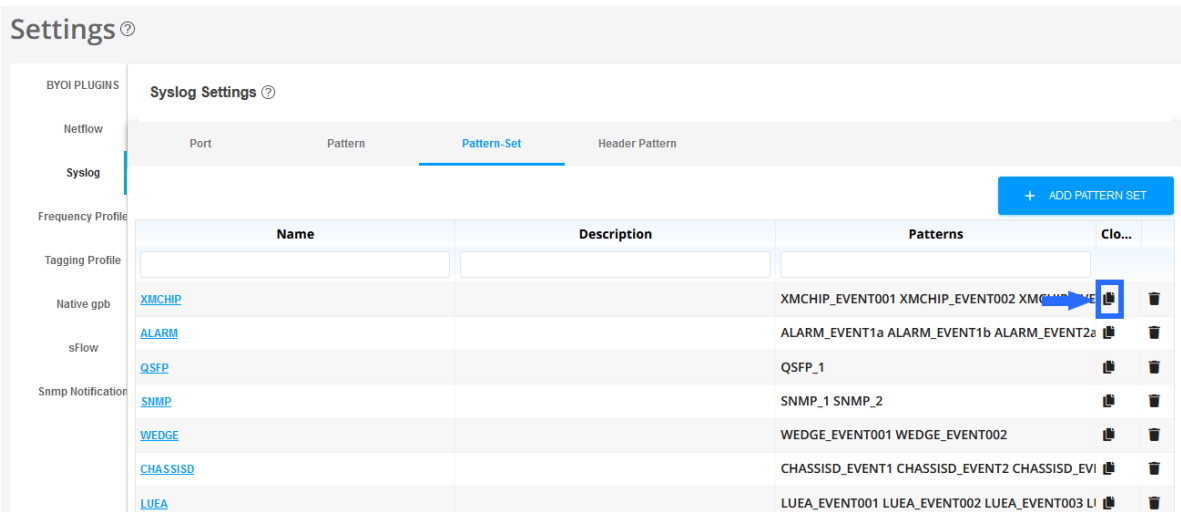 Settings ?
BYOI PLUGINS
Netflow
Syslog
Frequency Profile
Tagging Profile
Native gpb
sFlow
Snmp Notification
Syslog Settings ?
Port Pattern Pattern-Set Header Pattern
+ ADD PATTERN SET
Name Description Patterns Clo...
XMCHIP XMCHIP_EVENT001 XMCHIP_EVENT002
ALARM ALARM_EVENT1a ALARM_EVENT1b ALARM_EVENT2a
QSFP QSFP_1
SNMP SNMP_1 SNMP_2
WEDGE WEDGE_EVENT001 WEDGE_EVENT002
CHASSISD CHASSISD_EVENT1 CHASSISD_EVENT2 CHASSISD_EVI
LUEA LUEA_EVENT001 LUEA_EVENT002 LUEA_EVENT003